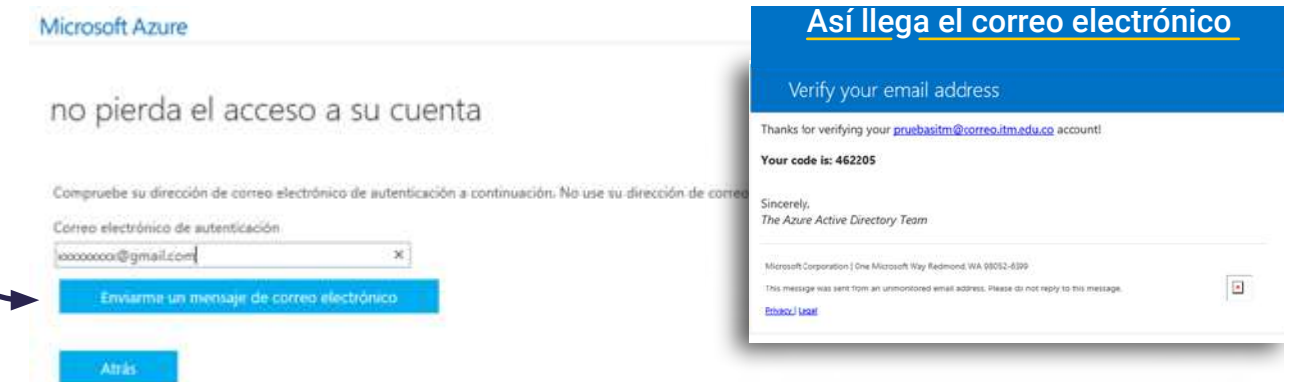 Microsoft Azure
no pierda el acceso a su cuenta
Compruebe su dirección de correo electrónico de autenticación a continuación. No use su dirección de correo
Correo electrónico de autenticación
@gmail.com
Enviarme un mensaje de correo electrónico
Atrás
Así llega el correo electrónico
Verify your email address
Thanks for verifying your pruebasitm@correo.itm.edu.co account!
Your code is: 462205
Sincerely,
The Azure Active Directory Team
Microsoft Corporation | One Microsoft Way Redmond, WA 98052-6399
This message was sent from an unmonitored email address. Please do not reply to this message.
Privacy | Legal